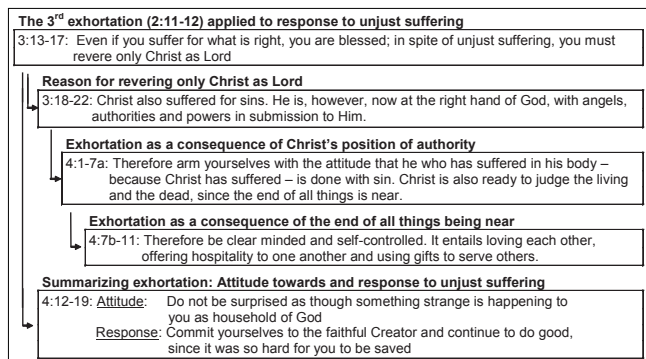 The 3rd exhortation (2:11-12) applied to response to unjust suffering
3:13-17: Even if you suffer for what is right, you are blessed; in spite of unjust suffering, you must
revere only Christ as Lord
Reason for revering only Christ as Lord
3:18-22: Christ also suffered for sins. He is, however, now at the right hand of God, with angels,
authorities and powers in submission to Him.
Exhortation as a consequence of Christ's position of authority
4:1-7a: Therefore arm yourselves with the attitude that he who has suffered in his body –
because Christ has suffered – is done with sin. Christ is also ready to judge the living
and the dead, since the end of all things is near.
Exhortation as a consequence of the end of all things being near
4:7b-11: Therefore be clear minded and self-controlled. It entails loving each other,
offering hospitality to one another and using gifts to serve others.
Summarizing exhortation: Attitude towards and response to unjust suffering
4:12-19: Attitude: Do not be surprised as though something strange is happening to
you as household of God
Response: Commit yourselves to the faithful Creator and continue to do good,
since it was so hard for you to be saved